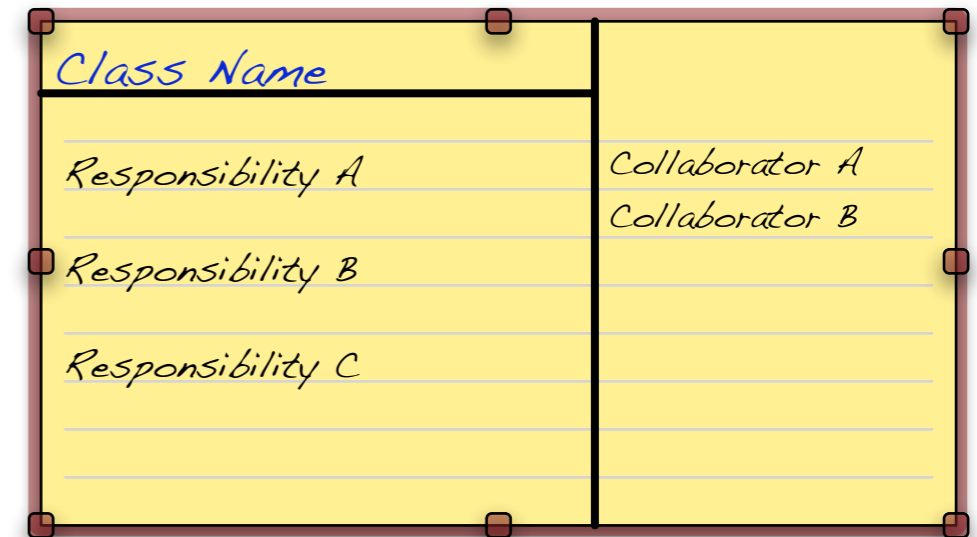 Class Name
Responsibility A
Responsibility B
Responsibility C
Collaborator A
Collaborator B